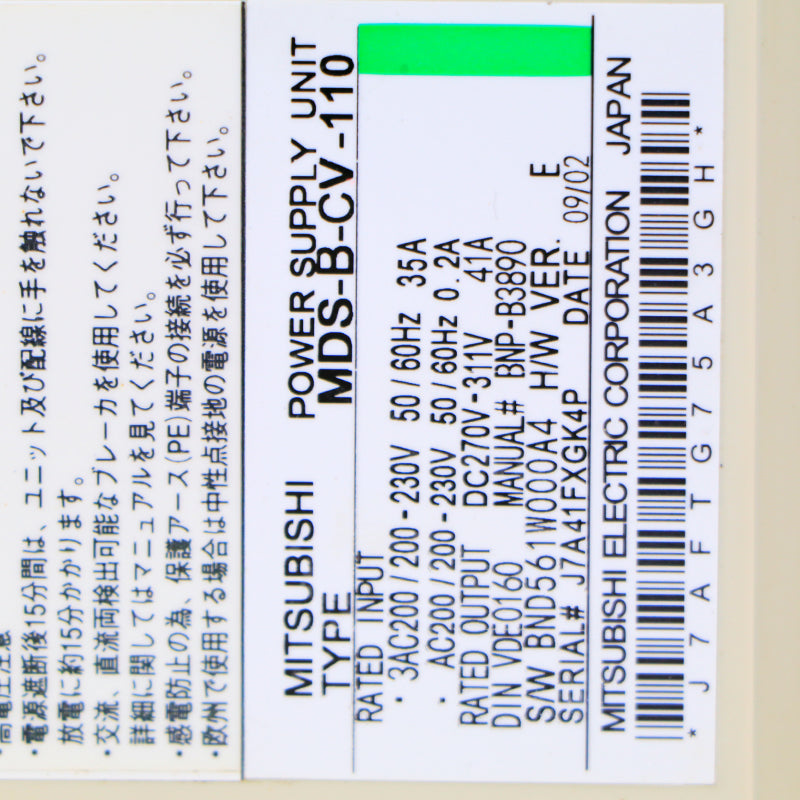 高電圧注意
・電源遮断後15分間は、ユニット及び配線に手を触れないで下さい。
放電に約15分かかります。
・交流、直流両検出可能なブレーカを使用してください。
詳細に関してはマニュアルを見てください。
・感電防止の為、保護アース(PE)端子の接続を必ず行って下さい。
・欧州で使用する場合は中性点接地の電源を使用して下さい。
MITSUBISHI POWER SUPPLY UNIT
TYPE MDS-B-CV-110
RATED INPUT
・ 3AC200/200-230V 50/60Hz 35A
・ AC200/200-230V 50/60Hz 0.2A
RATED OUTPUT DC270V-311V 41A
DIN VDE0160 MANUAL# BNP-B3890
S/W BND561W000A4 H/W VER. E
SERIAL# J7A41FXGK4P DATE 09/02
MITSUBISHI ELECTRIC CORPORATION JAPAN
* J 7 A F T G 7 5 A 3 G H *